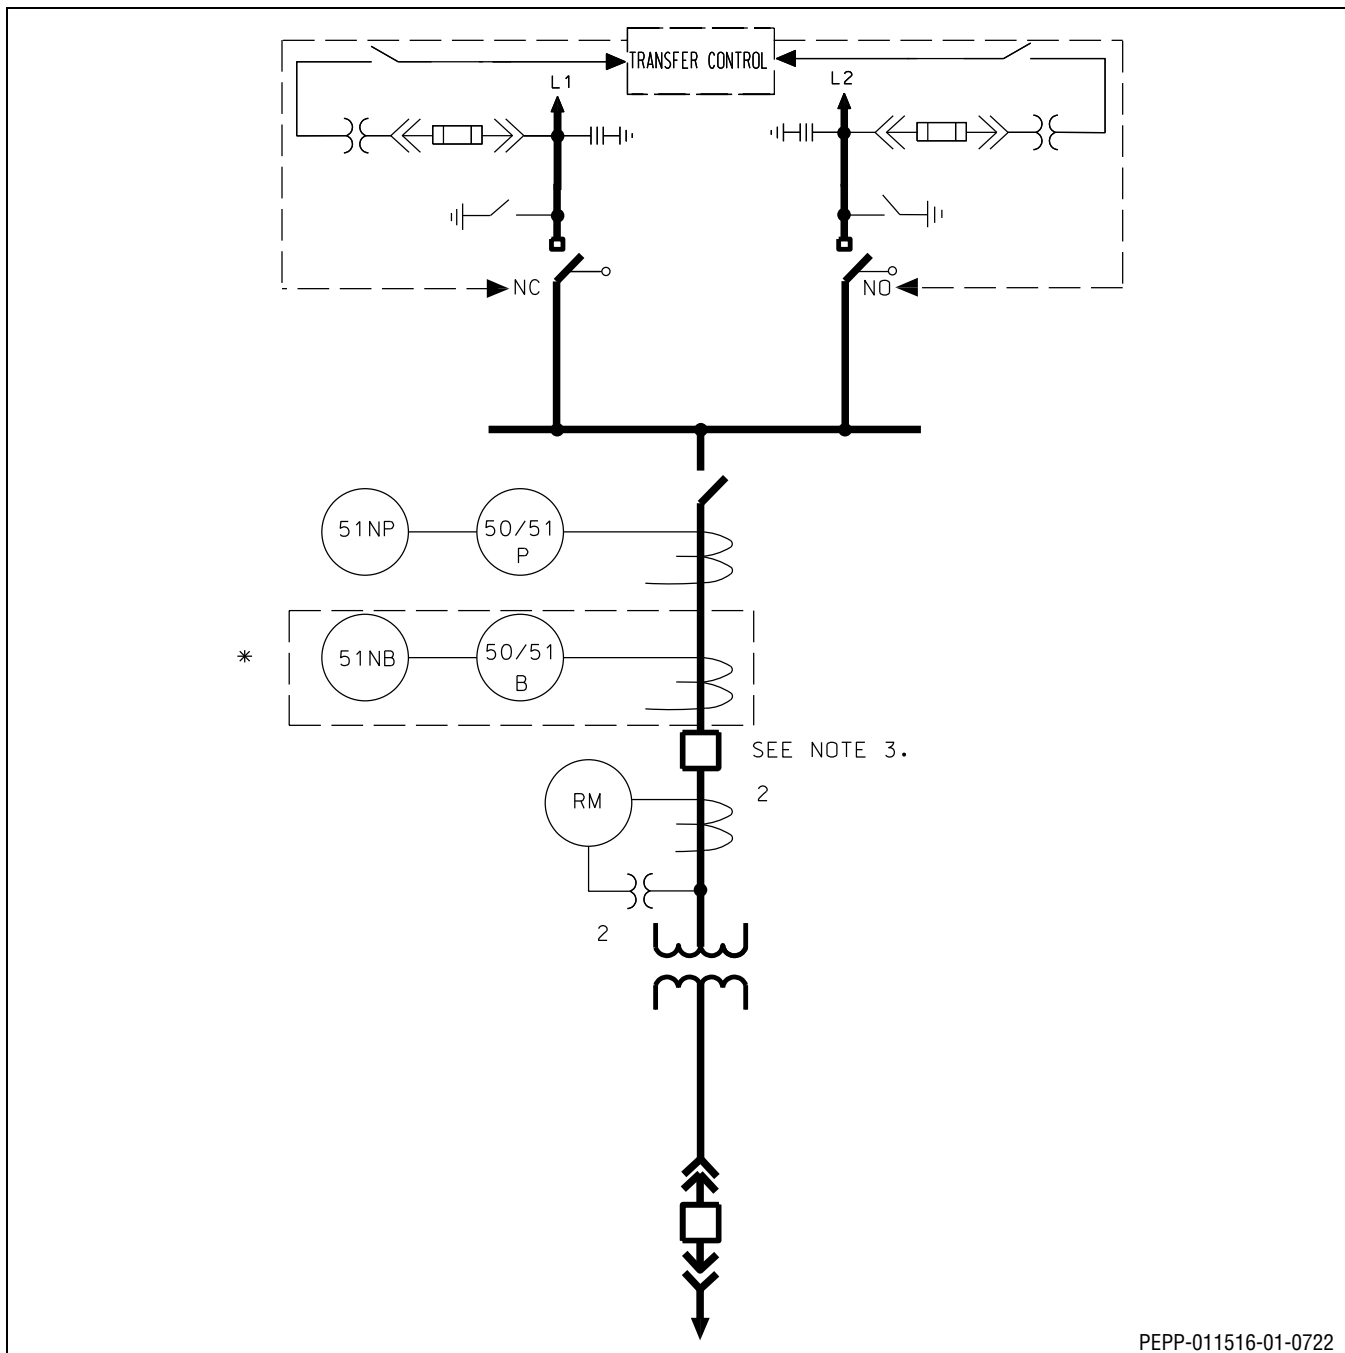 TRANSFER CONTROL
L1
L2
NC
NO
51NP
50/51
P
*
51NB
50/51
B
SEE NOTE 3.
2
RM
2
PEPP-011516-01-0722